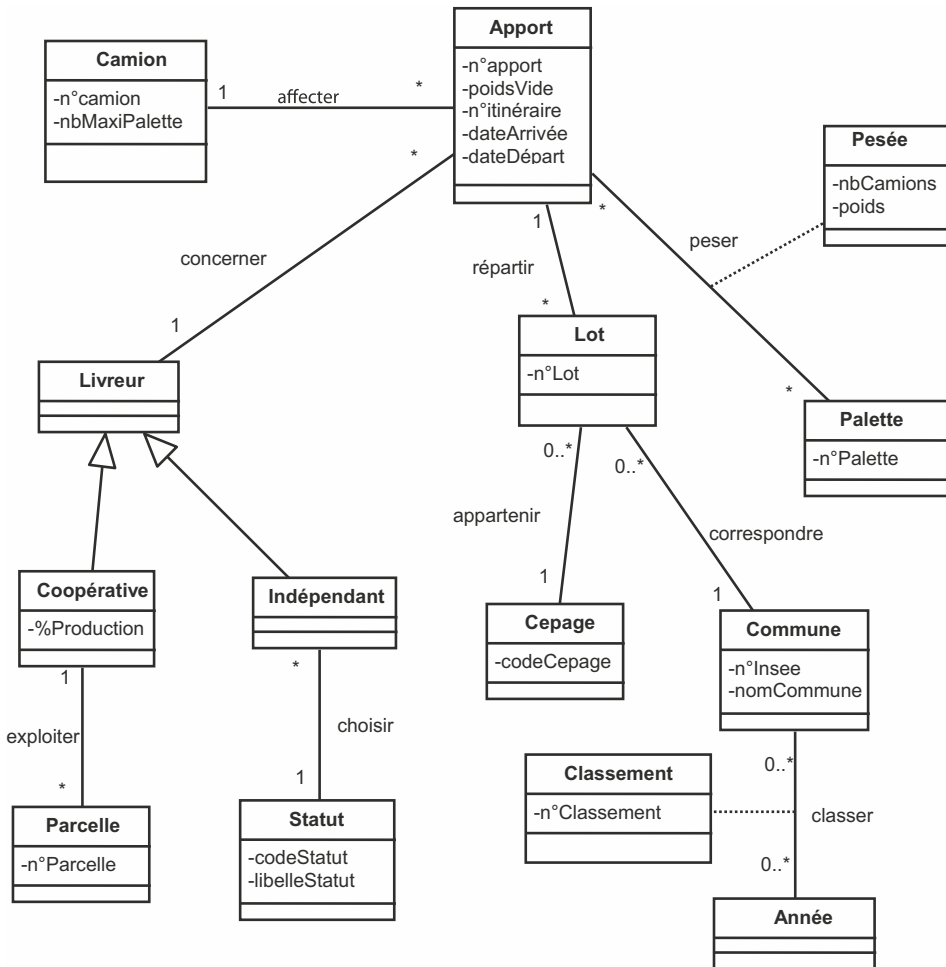 Apport
-n°apport
-poidsVide
-n°itinéraire
-dateArrivée
-dateDépart
Camion
-n°camion
-nbMaxiPalette
1
affecter
*
*
concerner
1
Pesée
-nbCamions
-poids
1
répartir
*
*
peser
*
Lot
-n°Lot
Livreur
Palette
-n°Palette
0..*
appartenir
1
0..*
correspondre
1
Coopérative
-%Production
Indépendant
Cepage
-codeCepage
Commune
-n°Insee
-nomCommune
1
exploiter
*
*
choisir
1
Classement
-n°Classement
0..*
classer
0..*
Parcelle
-n°Parcelle
Statut
-codeStatut
-libelleStatut
Année